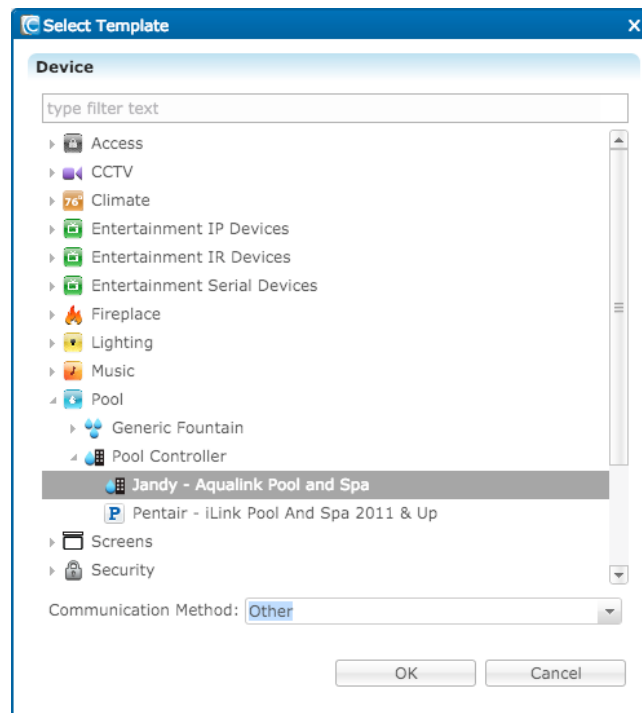 Select Template
X
Device
type filter text
Access
CCTV
76° Climate
Entertainment IP Devices
Entertainment IR Devices
Entertainment Serial Devices
Fireplace
Lighting
Music
Pool
Generic Fountain
Pool Controller
Jandy - Aqualink Pool and Spa
P Pentair - iLink Pool And Spa 2011 & Up
Screens
Security
Communication Method: Other
OK Cancel